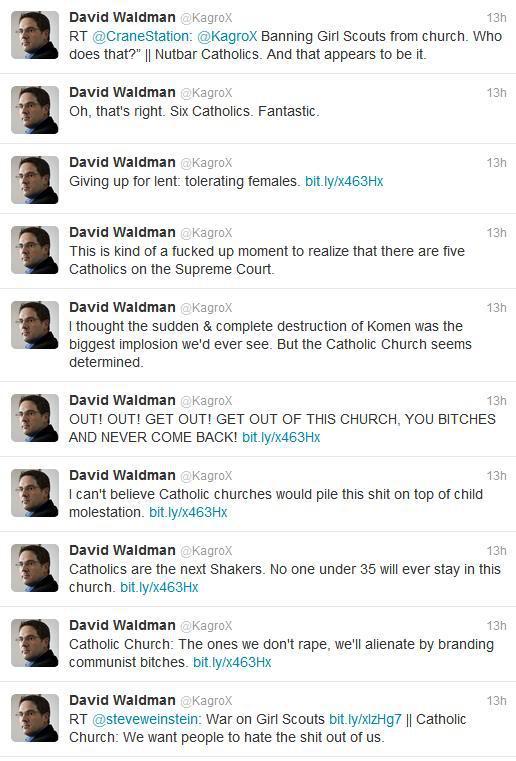 David Waldman @KagroX 13h
RT @CraneStation: @KagroX Banning Girl Scouts from church. Who
does that?" || Nutbar Catholics. And that appears to be it.
David Waldman @KagroX 13h
Oh, that's right. Six Catholics. Fantastic.
David Waldman @KagroX 13h
Giving up for lent: tolerating females. bit.ly/x463Hx
David Waldman @KagroX 13h
This is kind of a fucked up moment to realize that there are five
Catholics on the Supreme Court.
David Waldman @KagroX 13h
I thought the sudden & complete destruction of Komen was the
biggest implosion we'd ever see. But the Catholic Church seems
determined.
David Waldman @KagroX 13h
OUT! OUT! GET OUT! GET OUT OF THIS CHURCH, YOU BITCHES
AND NEVER COME BACK! bit.ly/x463Hx
David Waldman @KagroX 13h
I can't believe Catholic churches would pile this shit on top of child
molestation. bit.ly/x463Hx
David Waldman @KagroX 13h
Catholics are the next Shakers. No one under 35 will ever stay in this
church. bit.ly/x463Hx
David Waldman @KagroX 13h
Catholic Church: The ones we don't rape, we'll alienate by branding
communist bitches. bit.ly/x463Hx
David Waldman @KagroX 13h
RT @steveweinstein: War on Girl Scouts bit.ly/xlzHg7 || Catholic
Church: We want people to hate the shit out of us.